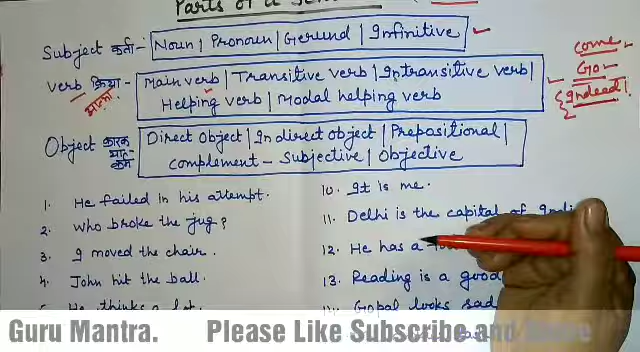 Parts of a
Subject कर्ता - Noun | Pronoun | Gerund | Infinitive
come
Go
{ Indeed !
verb क्रिया - Main verb | Transitive verb | Intransitive verb |
Helping verb | Modal helping verb
Object कारक Direct Object | Indirect object | Prepositional |
complement - Subjective | Objective
1. He failed in his attempt.
2. Who broke the jug?
3. I moved the chair.
4. John hit the ball.
He thinks a lot.
10. It is me.
11. Delhi is the capital of
12. He has a
13. Reading is a good
Gopal looks sad
Guru Mantra. Please Like Subscribe and Share